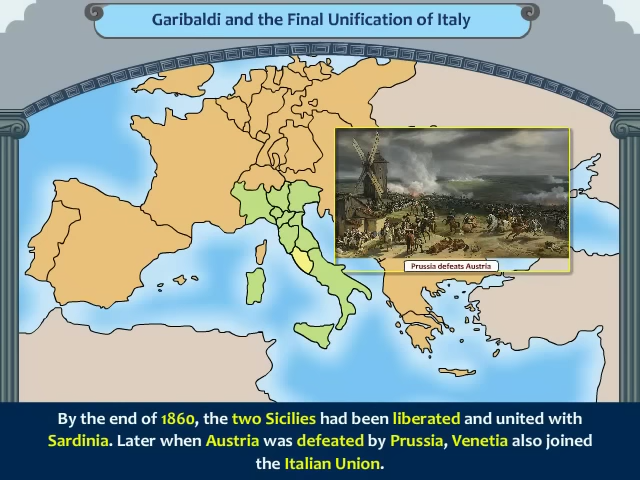 Garibaldi and the Final Unification of Italy
Prussia defeats Austria
By the end of 1860, the two Sicilies had been liberated and united with
Sardinia. Later when Austria was defeated by Prussia, Venetia also joined
the Italian Union.